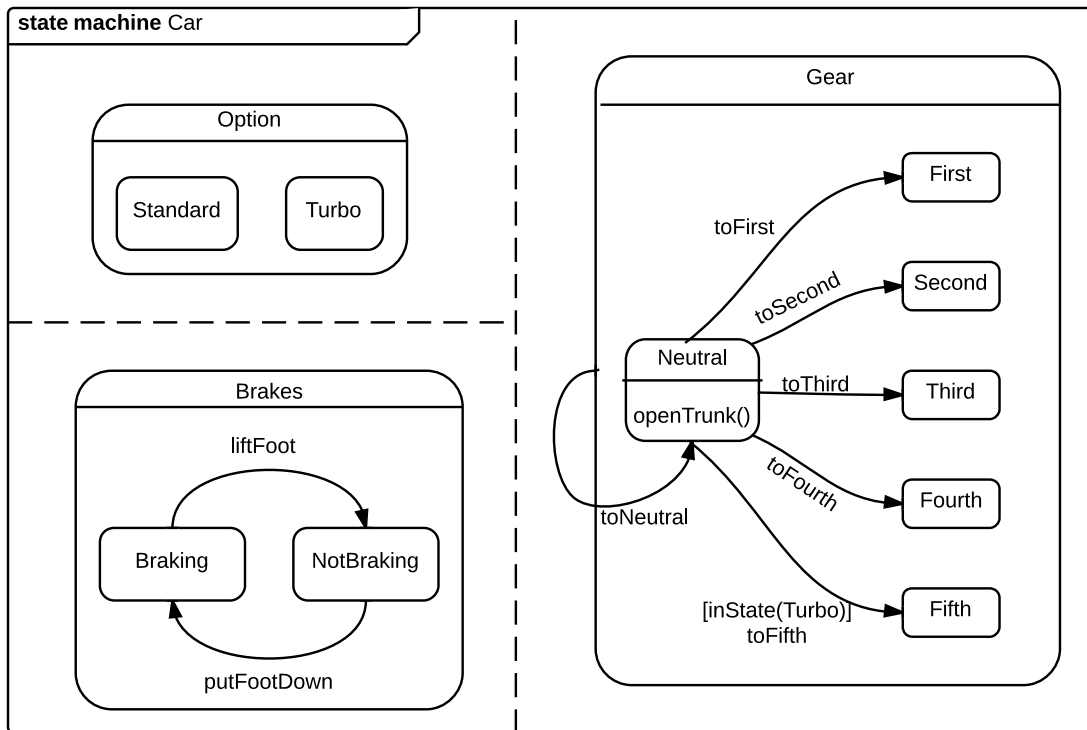 state machine Car
Option
Standard
Turbo
Brakes
liftFoot
Braking
NotBraking
putFootDown
Gear
First
toFirst
Second
toSecond
Neutral
openTrunk()
toThird
Third
toFourth
Fourth
toNeutral
[inState(Turbo)]
toFifth
Fifth